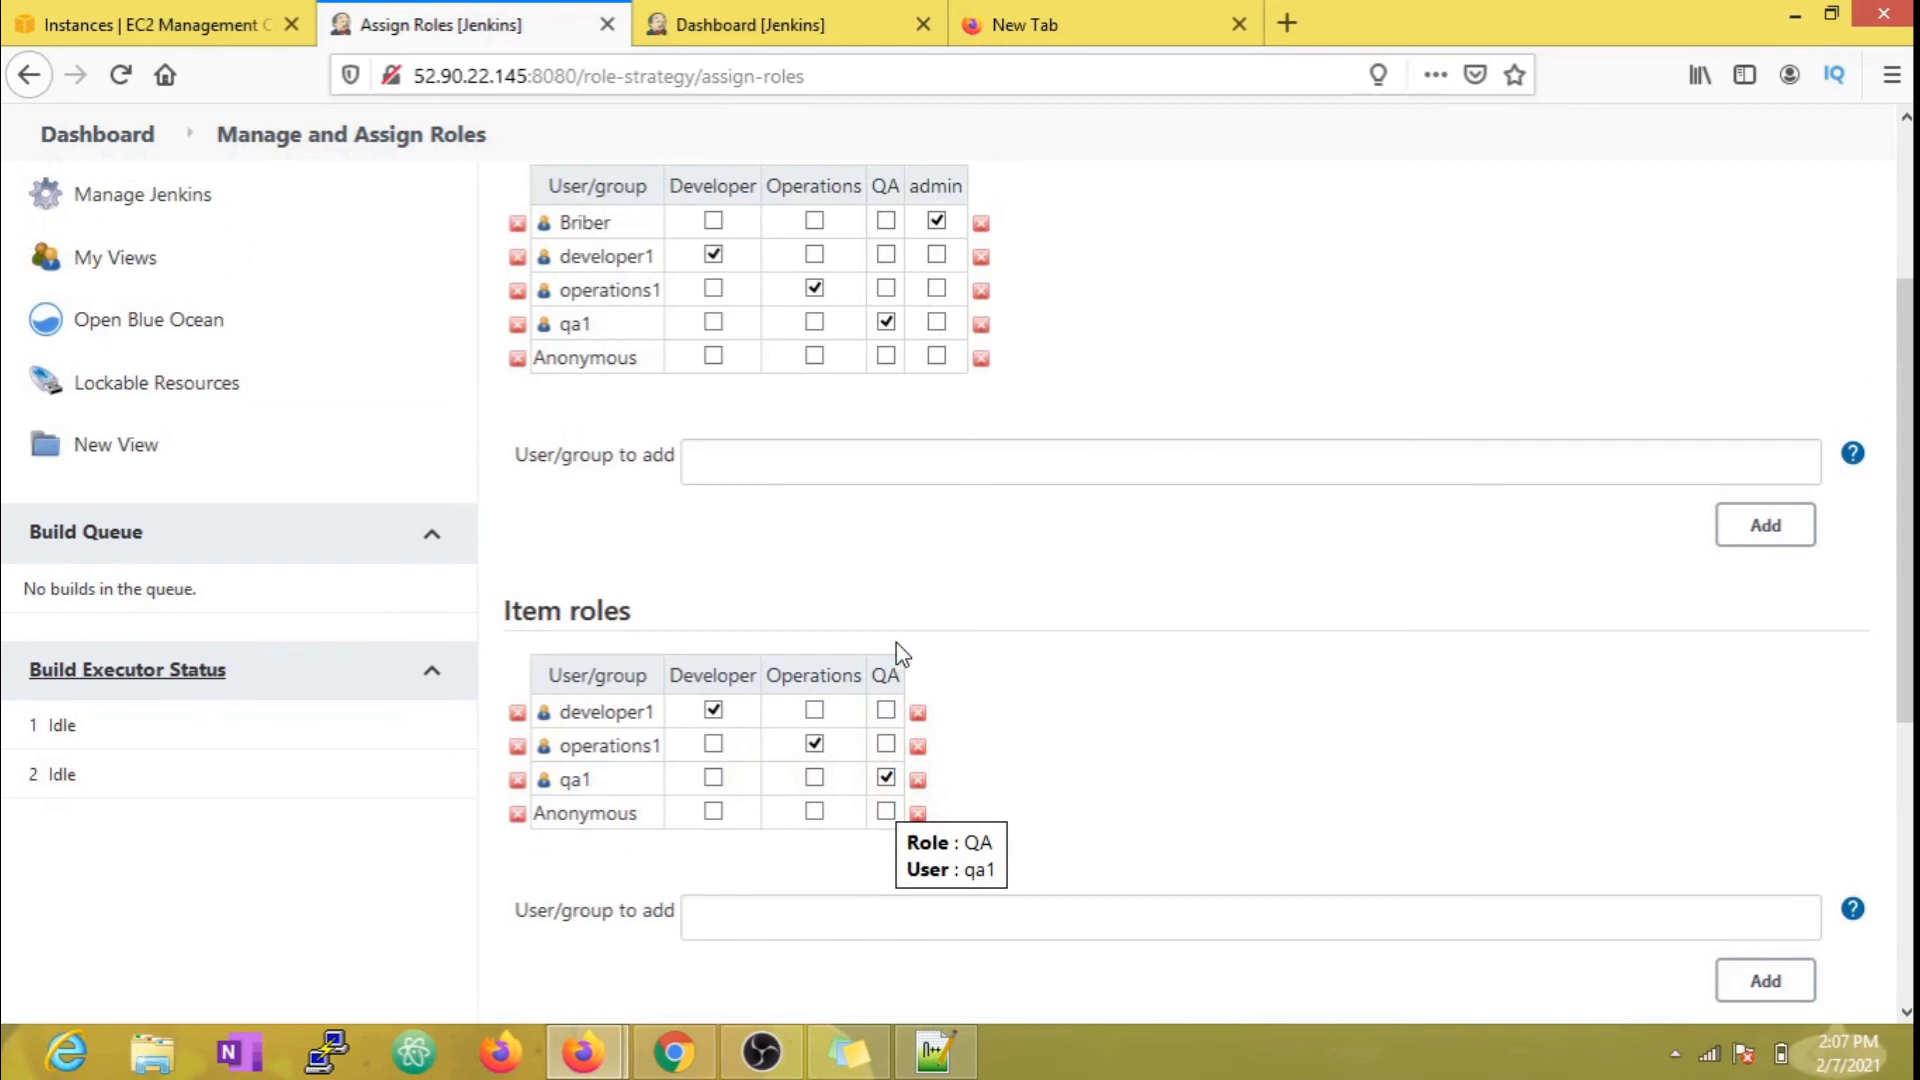 Instances | EC2 Management C
Assign Roles [Jenkins]
Dashboard [Jenkins]
New Tab
52.90.22.145:8080/role-strategy/assign-roles
IQ
Dashboard
Manage and Assign Roles
Manage Jenkins
My Views
Open Blue Ocean
Lockable Resources
New View
Build Queue
No builds in the queue.
Build Executor Status
1 Idle
2 Idle
User/group Developer Operations QA admin
Briber
developer1
operations1
qa1
Anonymous
User/group to add
?
Add
Item roles
User/group Developer Operations QA
developer1
operations1
qa1
Anonymous
Role : QA
User : qa1
User/group to add
?
Add
N
n++
2:07 PM
2/7/2021